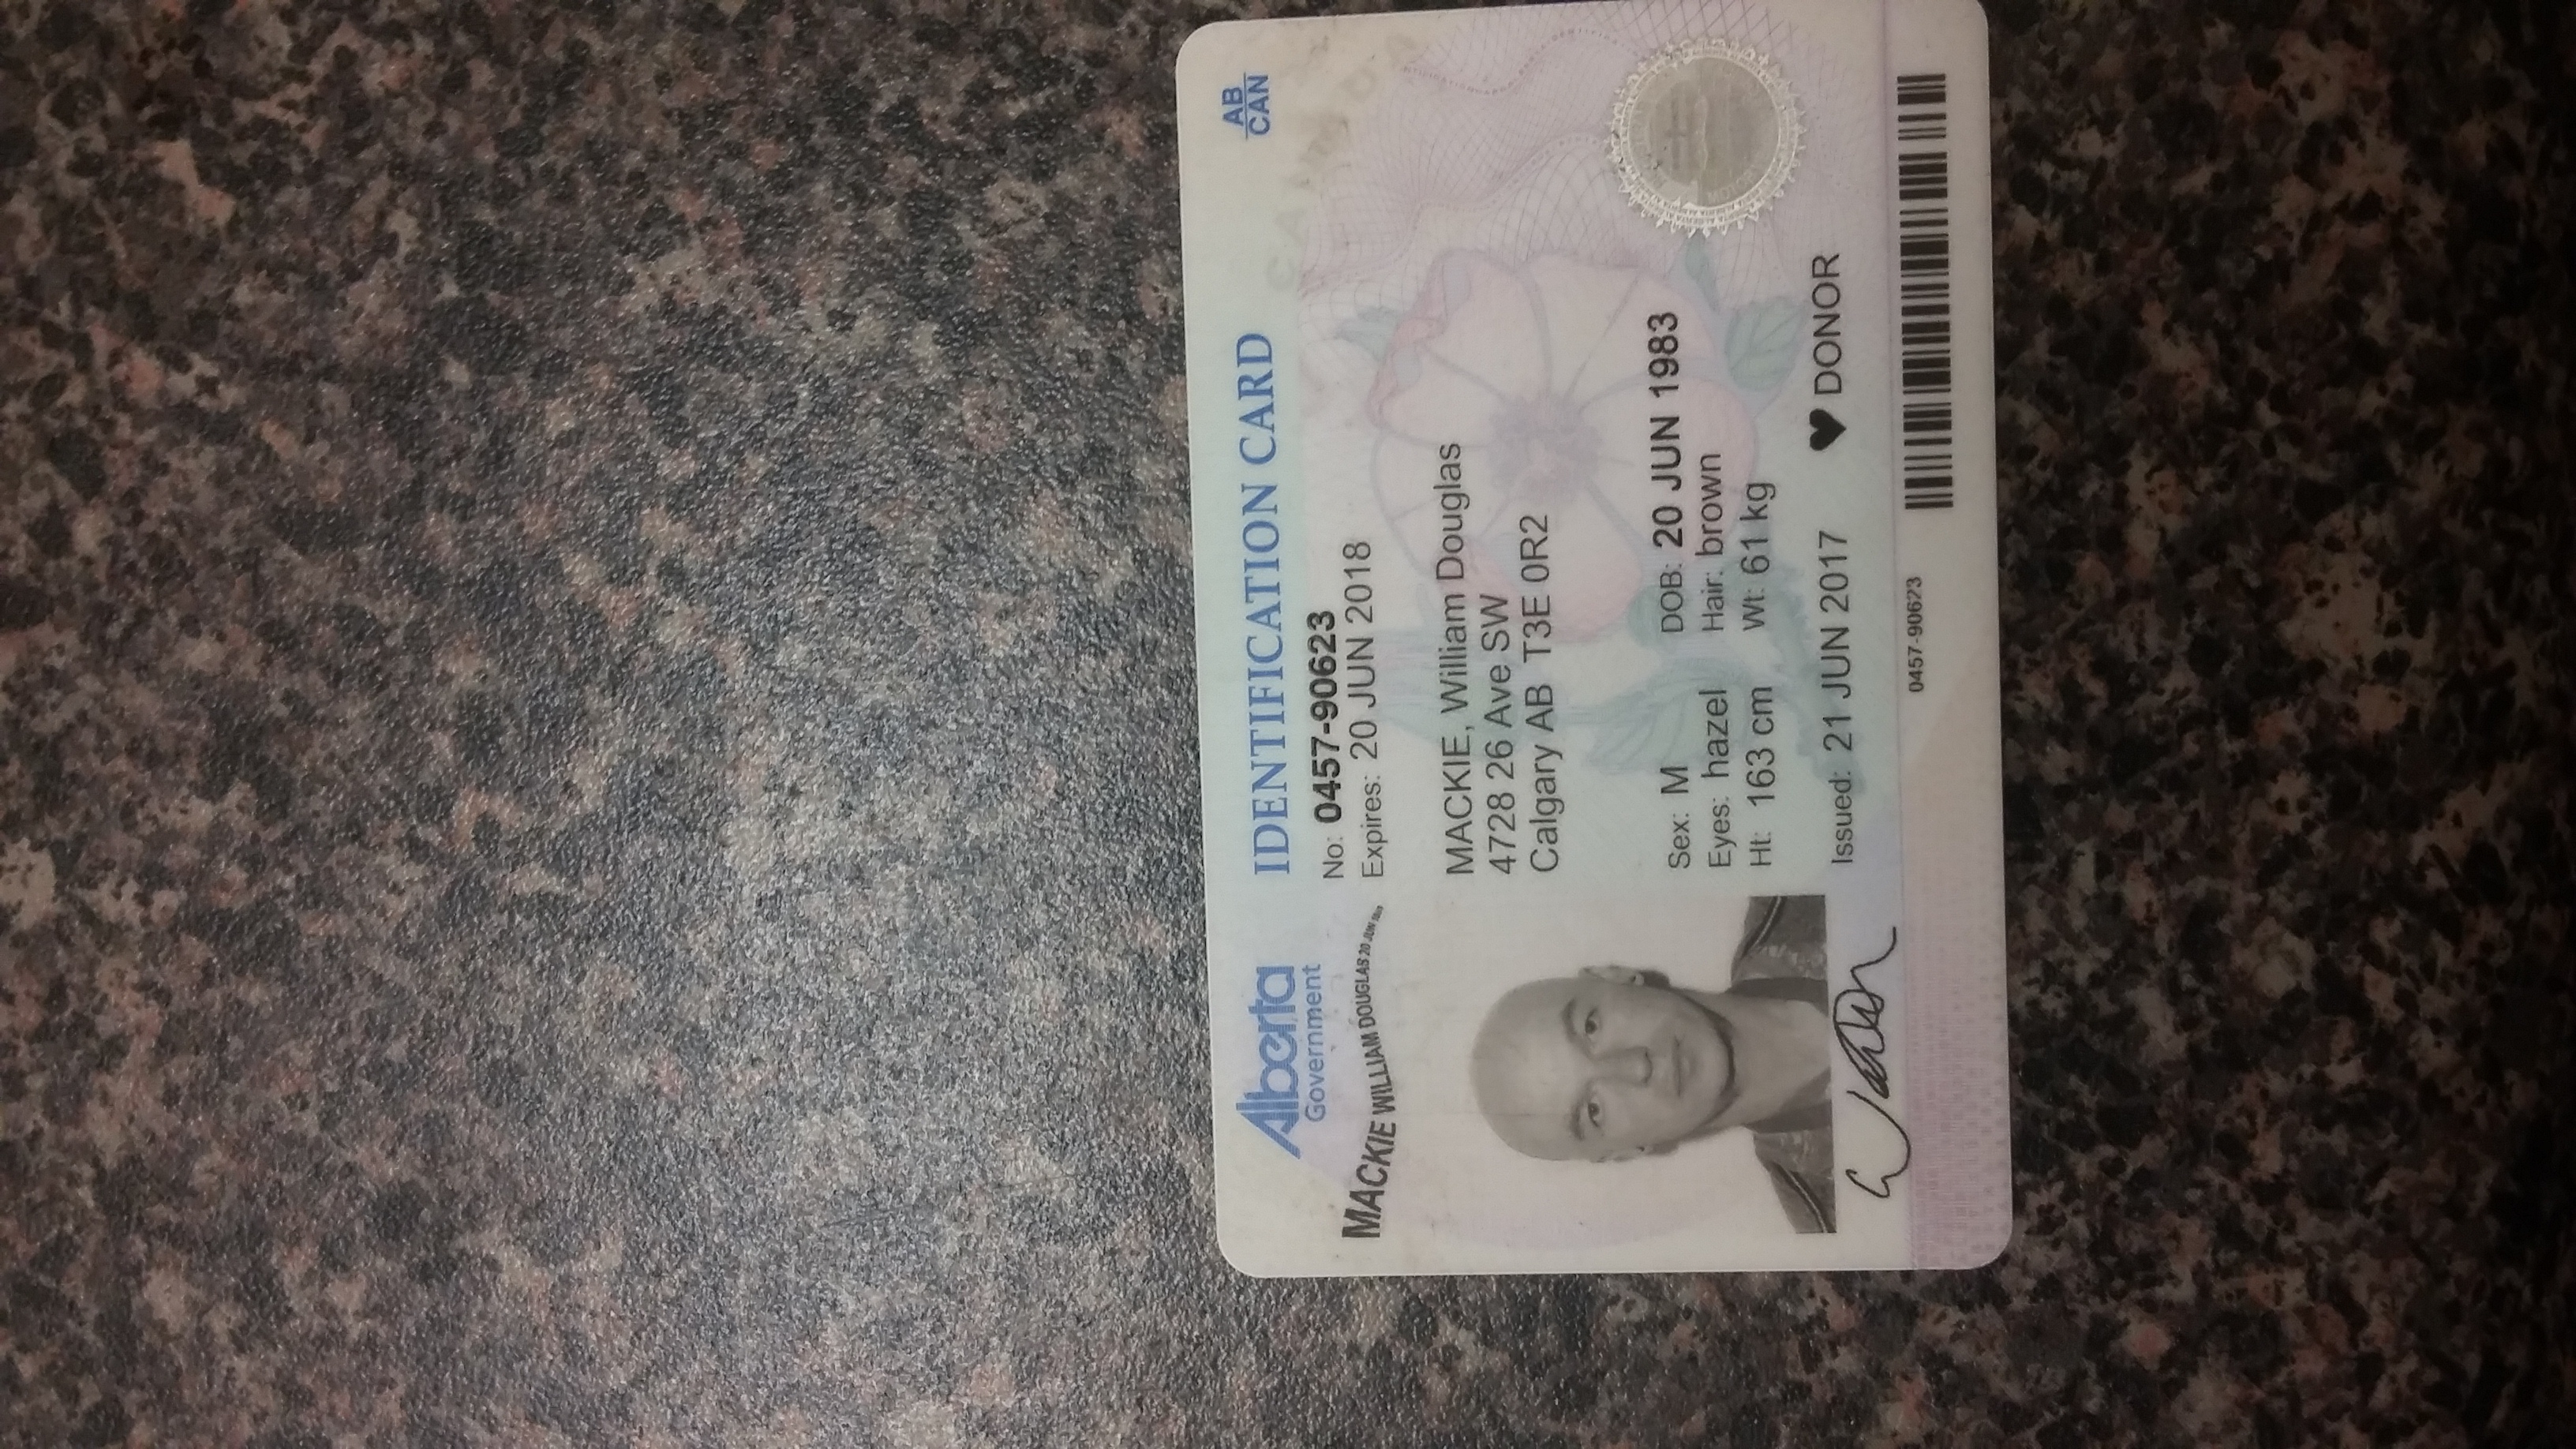 Alberta
Government
IDENTIFICATION CARD
AB
CAN
No: 0457-90623
Expires: 20 JUN 2018
MACKIE WILLIAM DOUGLAS 20 JUN
MACKIE, William Douglas
4728 26 Ave SW
Calgary AB T3E 0R2
Sex: M DOB: 20 JUN 1983
Eyes: hazel Hair: brown
Ht: 163 cm Wt: 61 kg
Issued: 21 JUN 2017 ♥ DONOR
0457-90623